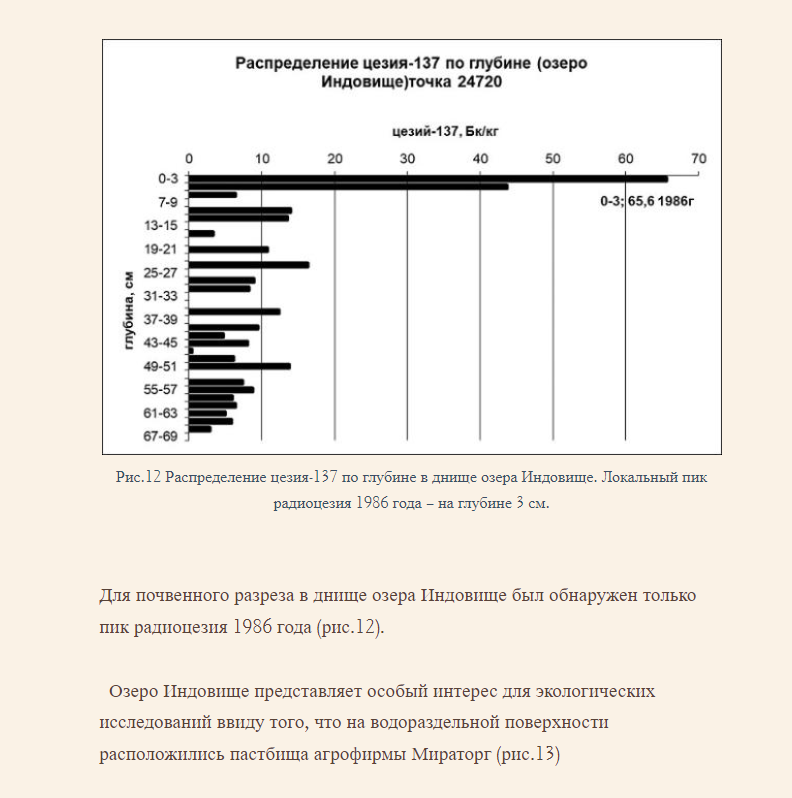 Распределение цезия-137 по глубине (озеро
Индовище)точка 24720
цезий-137, Бк/кг
0 10 20 30 40 50 60 70
0-3
0-3; 65,6 1986г
7-9
13-15
19-21
25-27
31-33
37-39
43-45
49-51
55-57
61-63
67-69
глубина, см
Рис.12 Распределение цезия-137 по глубине в днище озера Индовище. Локальный пик
радиоцезия 1986 года – на глубине 3 см.
Для почвенного разреза в днище озера Индовище был обнаружен только
пик радиоцезия 1986 года (рис.12).
Озеро Индовище представляет особый интерес для экологических
исследований ввиду того, что на водораздельной поверхности
расположились пастбища агрофирмы Мираторг (рис.13)